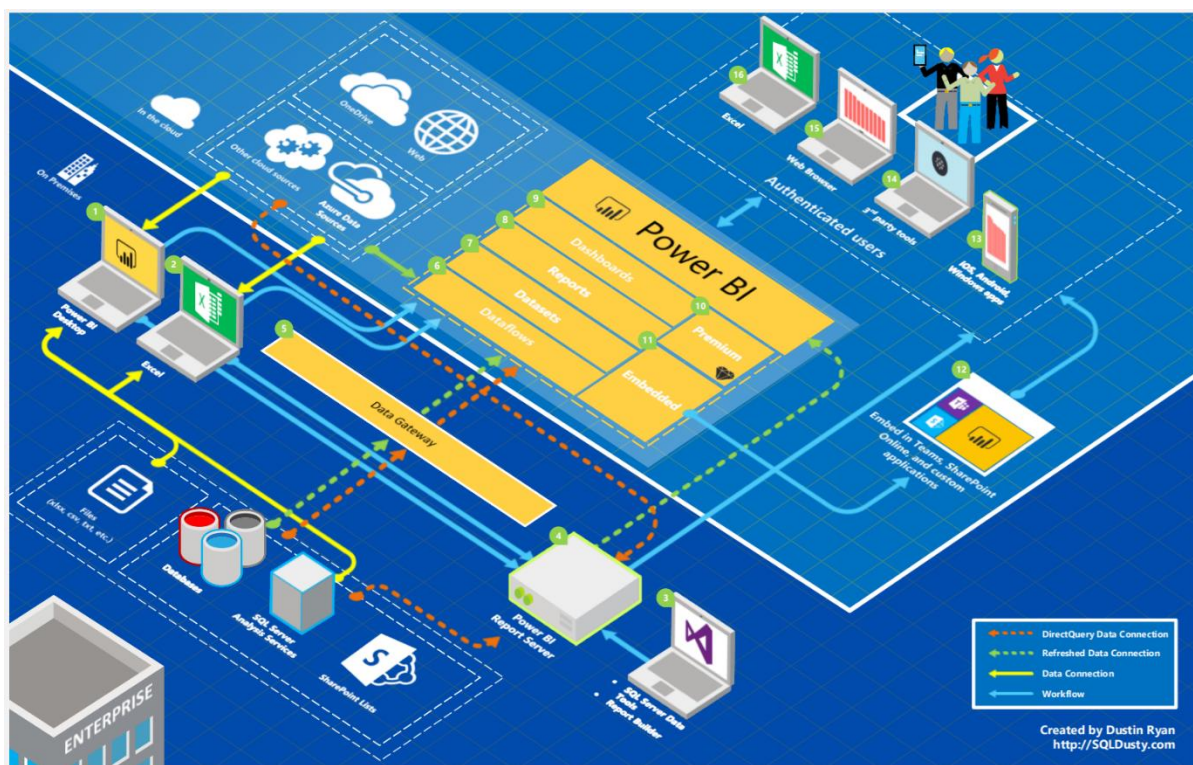 In the cloud
On Premises
OneDrive
Web
Other cloud sources
Azure Data
Sources
1
Power BI
Desktop
2
Excel
5
Data Gateway
Files
(xlsx, csv, txt, etc.)
Databases
SQL Server
Analysis Services
SharePoint Lists
S
ENTERPRISE
Power BI
9
Dashboards
8
Reports
7
Datasets
6
Dataflows
10
Premium
11
Embedded
16
Excel
15
Web Browser
14
3rd party tools
13
iOS, Android,
Windows apps
Authenticated users
12
Embed in Teams, SharePoint
Online, and custom
applications
4
Power BI
Report Server
3
• SQL Server Data
Tools
• Report Builder
DirectQuery Data Connection
Refreshed Data Connection
Data Connection
Workflow
Created by Dustin Ryan
http://SQLDusty.com